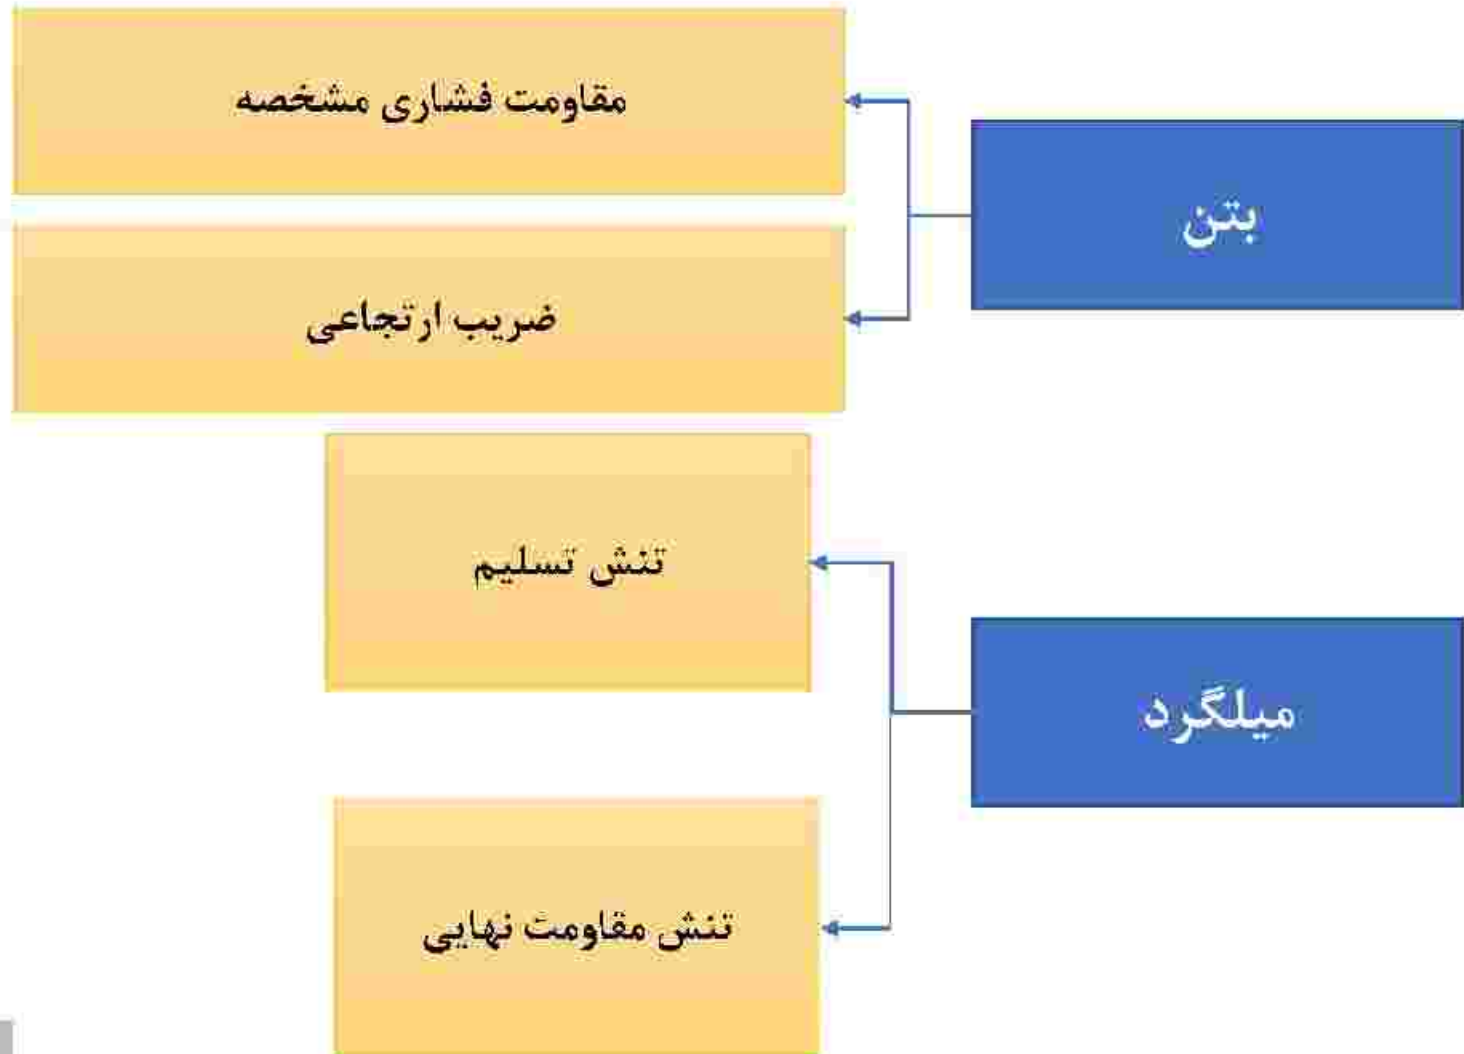 بتن
مقاومت فشاری مشخصه
ضریب ارتجاعی
میلگرد
تنش تسلیم
تنش مقاومت نهایی